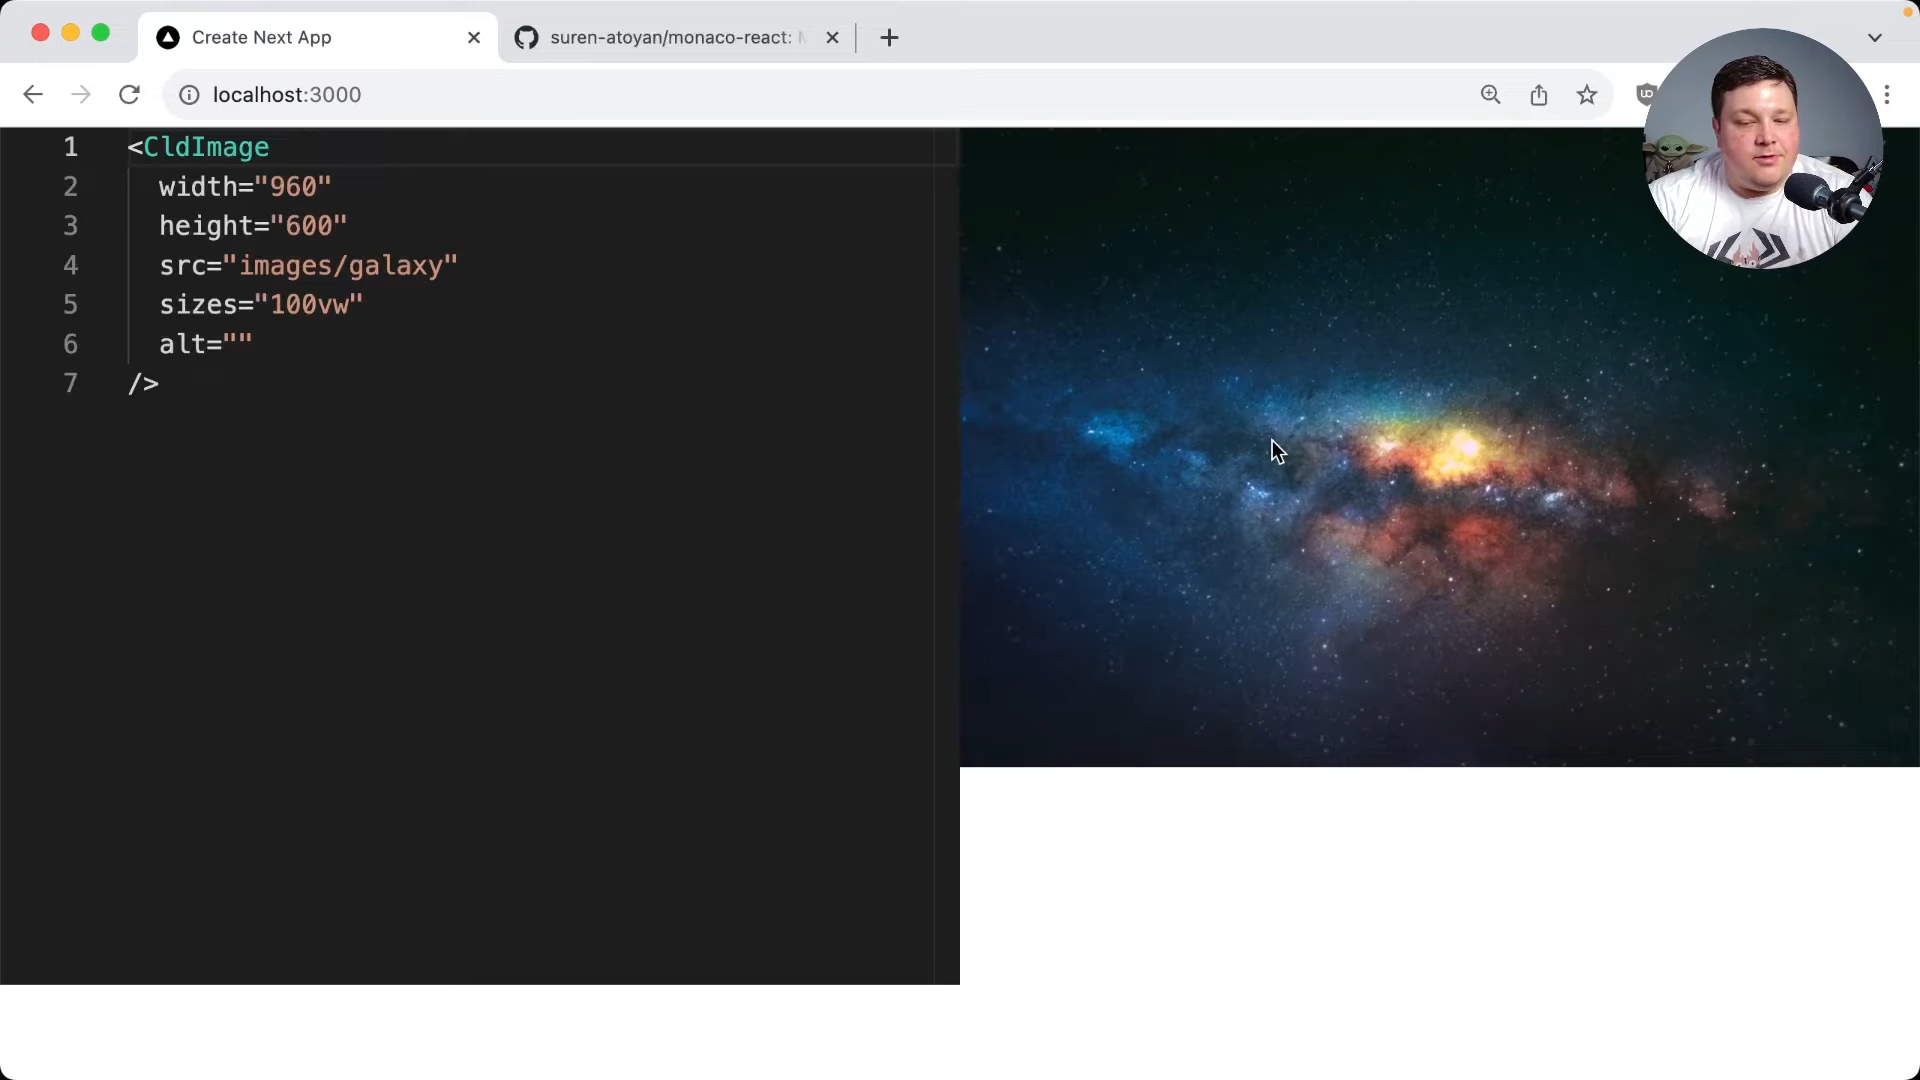 Create Next App
suren-atoyan/monaco-react:
localhost:3000
1 <CldImage
2 width="960"
3 height="600"
4 src="images/galaxy"
5 sizes="100vw"
6 alt=""
7 />